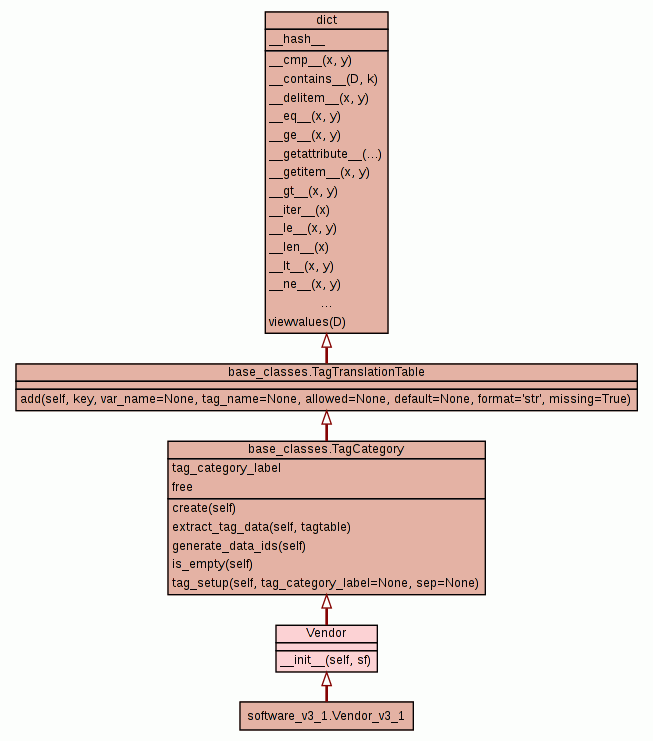 dict
__hash__
__cmp__(x, y)
__contains__(D, k)
__delitem__(x, y)
__eq__(x, y)
__ge__(x, y)
__getattribute__(...)
__getitem__(x, y)
__gt__(x, y)
__iter__(x)
__le__(x, y)
__len__(x)
__lt__(x, y)
__ne__(x, y)
...
viewvalues(D)
base_classes.TagTranslationTable
add(self, key, var_name=None, tag_name=None, allowed=None, default=None, format='str', missing=True)
base_classes.TagCategory
tag_category_label
free
create(self)
extract_tag_data(self, tagtable)
generate_data_ids(self)
is_empty(self)
tag_setup(self, tag_category_label=None, sep=None)
Vendor
__init__(self, sf)
software_v3_1.Vendor_v3_1